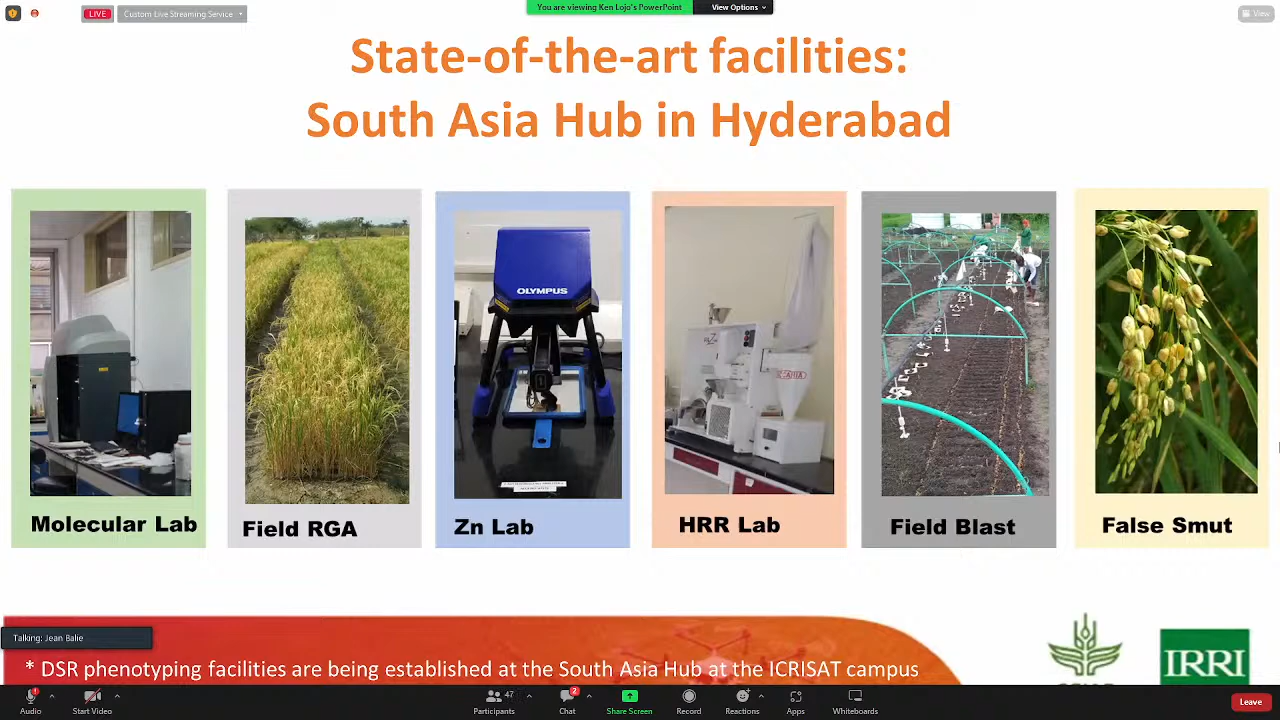 LIVE
Custom Live Streaming Service
You are viewing Ken Lojo's PowerPoint
View Options
View
State-of-the-art facilities:
South Asia Hub in Hyderabad
OLYMPUS
Molecular Lab
Field RGA
Zn Lab
HRR Lab
Field Blast
False Smut
Talking: Jean Balie
* DSR phenotyping facilities are being established at the South Asia Hub at the ICRISAT campus
IRRI
Audio
Start Video
Participants
47
Chat
2
Share Screen
Record
Reactions
Apps
Whiteboards
Leave